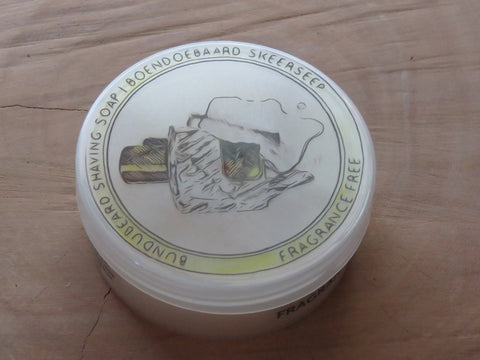 BUNDUBEARD SHAVING SOAP | BOENDOEBAARD SKEERSEEP
FRAGRANCE FREE